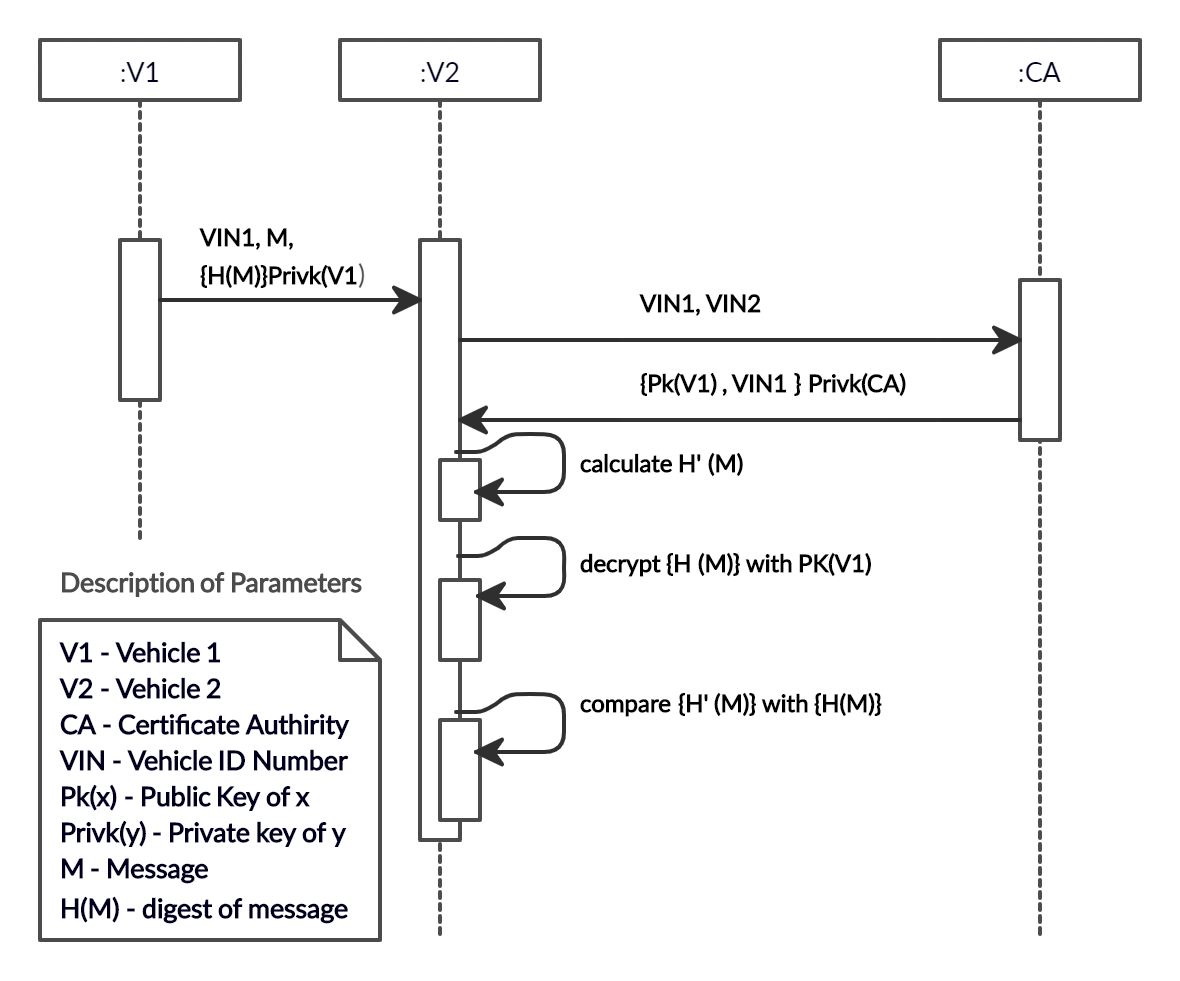 :V1
:V2
:CA
VIN1, M,
{H(M)}Privk(V1)
VIN1, VIN2
{Pk(V1) , VIN1 } Privk(CA)
calculate H' (M)
decrypt {H (M)} with PK(V1)
compare {H' (M)} with {H(M)}
Description of Parameters
V1 - Vehicle 1
V2 - Vehicle 2
CA - Certificate Authirity
VIN - Vehicle ID Number
Pk(x) - Public Key of x
Privk(y) - Private key of y
M - Message
H(M) - digest of message